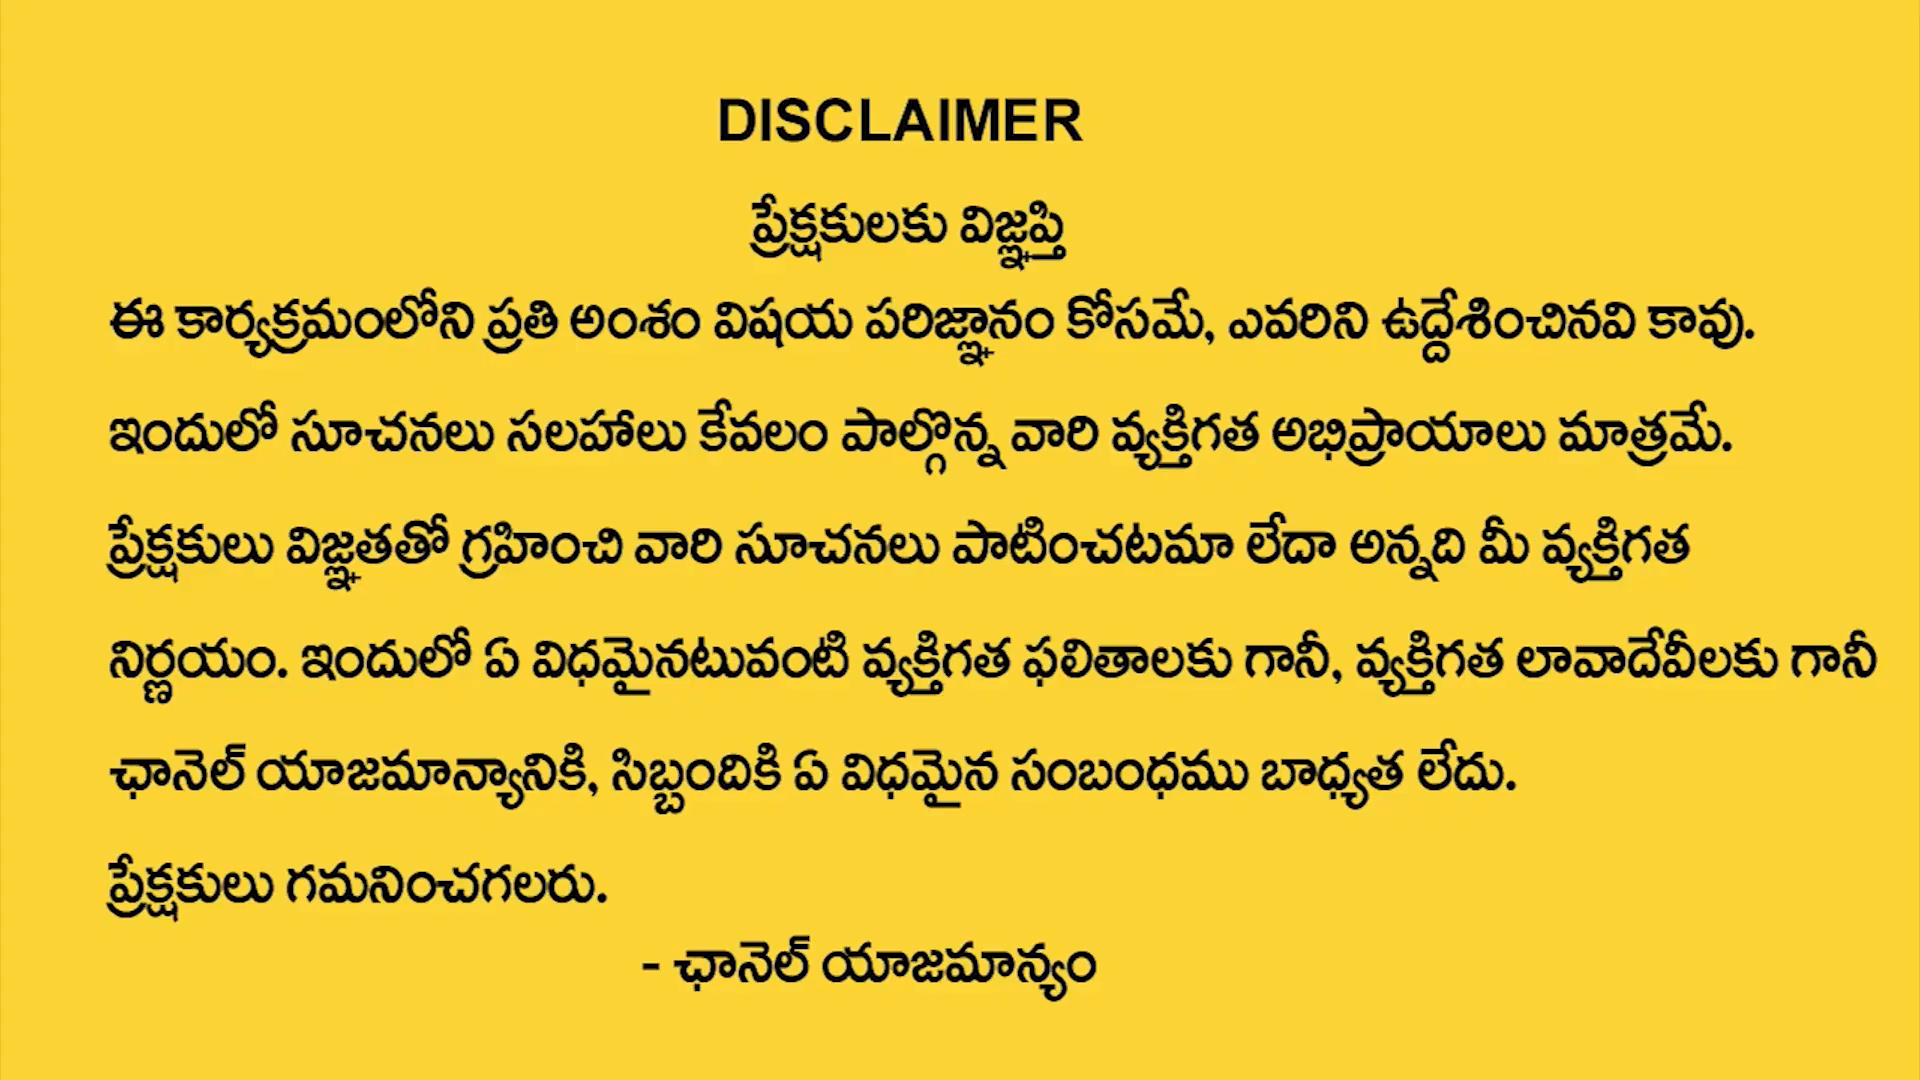 DISCLAIMER
ప్రేక్షకులకు విజ్ఞప్తి
ఈ కార్యక్రమంలోని ప్రతి అంశం విషయ పరిజ్ఞానం కోసమే, ఎవరిని ఉద్దేశించినవి కావు.
ఇందులో సూచనలు సలహాలు కేవలం పాల్గొన్న వారి వ్యక్తిగత అభిప్రాయాలు మాత్రమే.
ప్రేక్షకులు విజ్ఞతతో గ్రహించి వారి సూచనలు పాటించటమా లేదా అన్నది మీ వ్యక్తిగత
నిర్ణయం. ఇందులో ఏ విధమైనటువంటి వ్యక్తిగత ఫలితాలకు గానీ, వ్యక్తిగత లావాదేవీలకు గానీ
ఛానెల్ యాజమాన్యానికి, సిబ్బందికి ఏ విధమైన సంబంధము బాధ్యత లేదు.
ప్రేక్షకులు గమనించగలరు.
- ఛానెల్ యాజమాన్యం